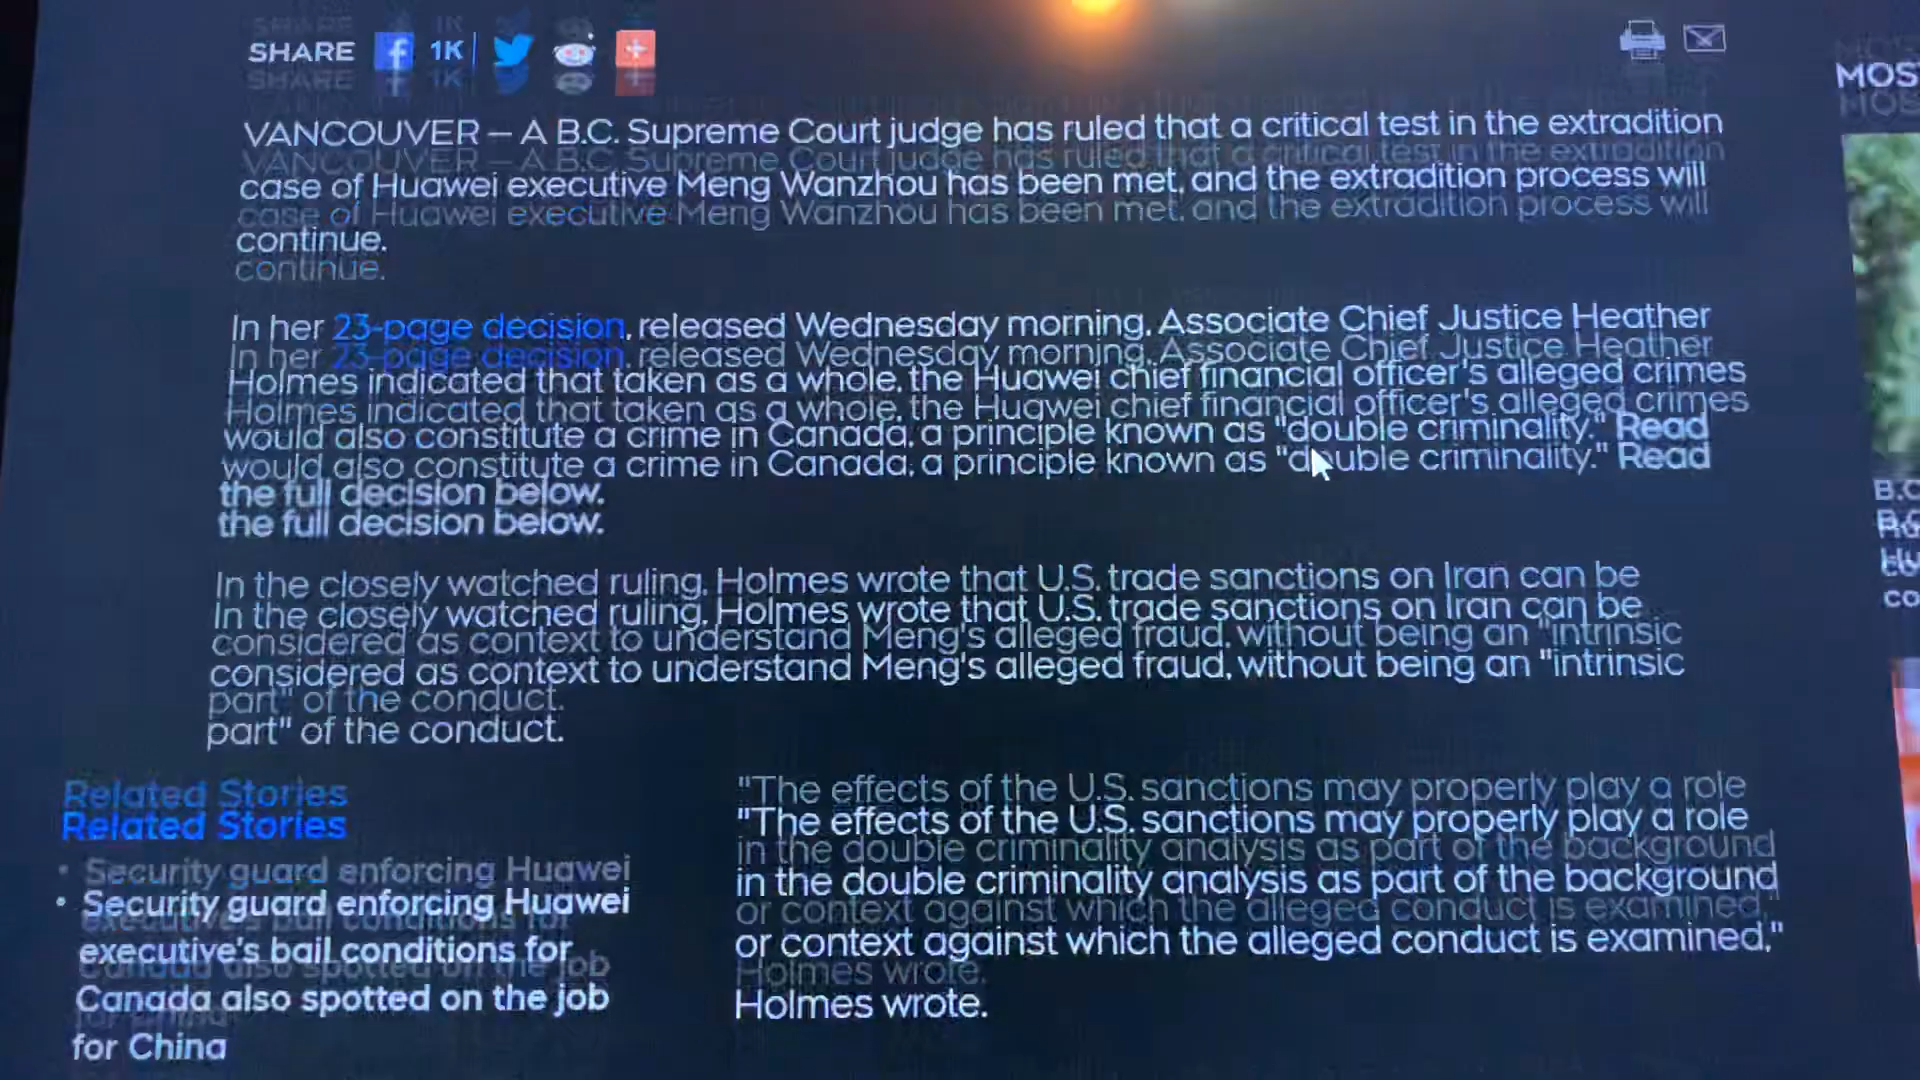 SHARE f 1K
MOS
VANCOUVER — A B.C. Supreme Court judge has ruled that a critical test in the extradition
case of Huawei executive Meng Wanzhou has been met, and the extradition process will
continue.
In her 23-page decision, released Wednesday morning, Associate Chief Justice Heather
Holmes indicated that taken as a whole, the Huawei chief financial officer's alleged crimes
would also constitute a crime in Canada, a principle known as "double criminality." Read
the full decision below.
In the closely watched ruling, Holmes wrote that U.S. trade sanctions on Iran can be
considered as context to understand Meng's alleged fraud, without being an "intrinsic
part" of the conduct.
Related Stories
• Security guard enforcing Huawei
executive's bail conditions for
Canada also spotted on the job
for China
"The effects of the U.S. sanctions may properly play a role
in the double criminality analysis as part of the background
or context against which the alleged conduct is examined,"
Holmes wrote.
B.C
co